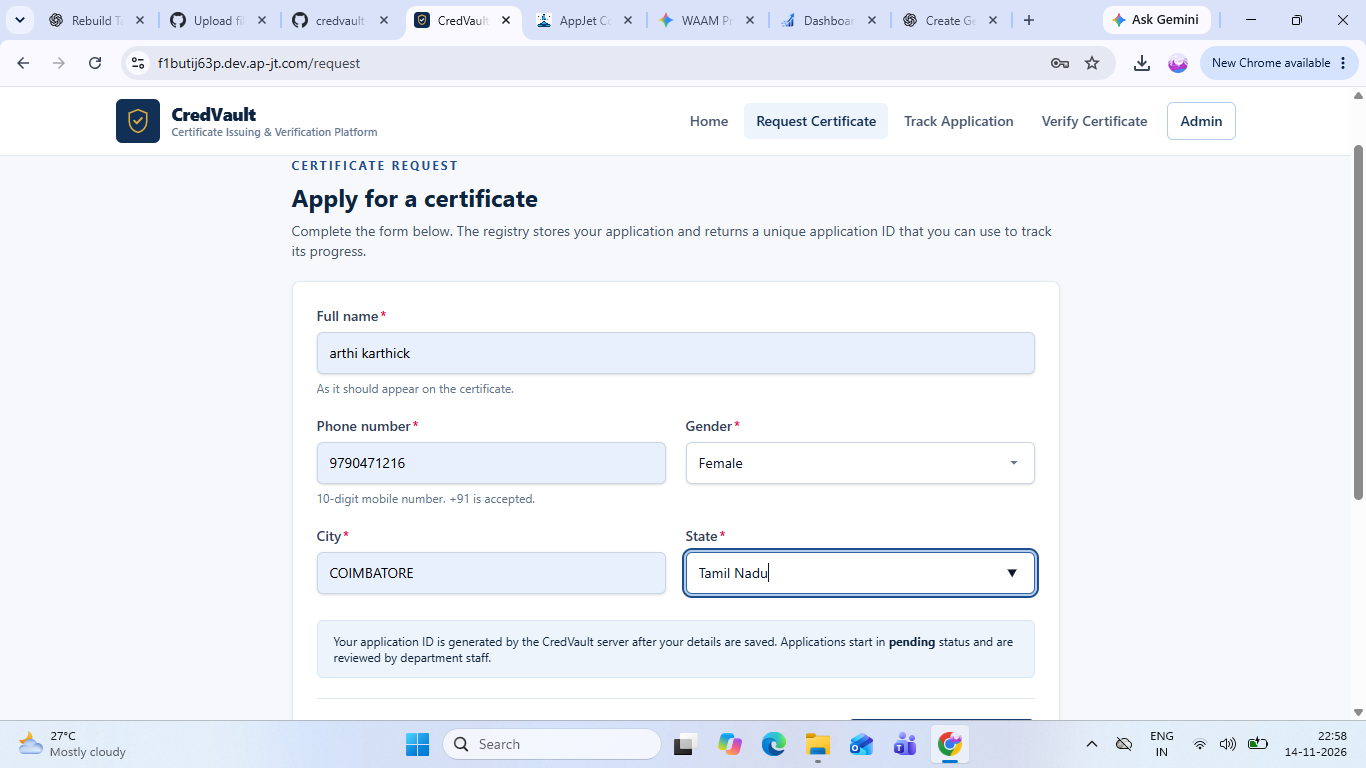 Rebuild Ta
Upload fil
credvault
CredVault
AppJet Co
WAAM Pr
Dashboar
Create Ge
Ask Gemini
f1butij63p.dev.ap-jt.com/request
New Chrome available
CredVault
Certificate Issuing & Verification Platform
Home
Request Certificate
Track Application
Verify Certificate
Admin
CERTIFICATE REQUEST
Apply for a certificate
Complete the form below. The registry stores your application and returns a unique application ID that you can use to track
its progress.
Full name*
arthi karthick
As it should appear on the certificate.
Phone number*
Gender*
9790471216
Female
10-digit mobile number. +91 is accepted.
City*
State*
COIMBATORE
Tamil Nadu
Your application ID is generated by the CredVault server after your details are saved. Applications start in pending status and are
reviewed by department staff.
27°C
Mostly cloudy
Search
ENG
IN
22:58
14-11-2026